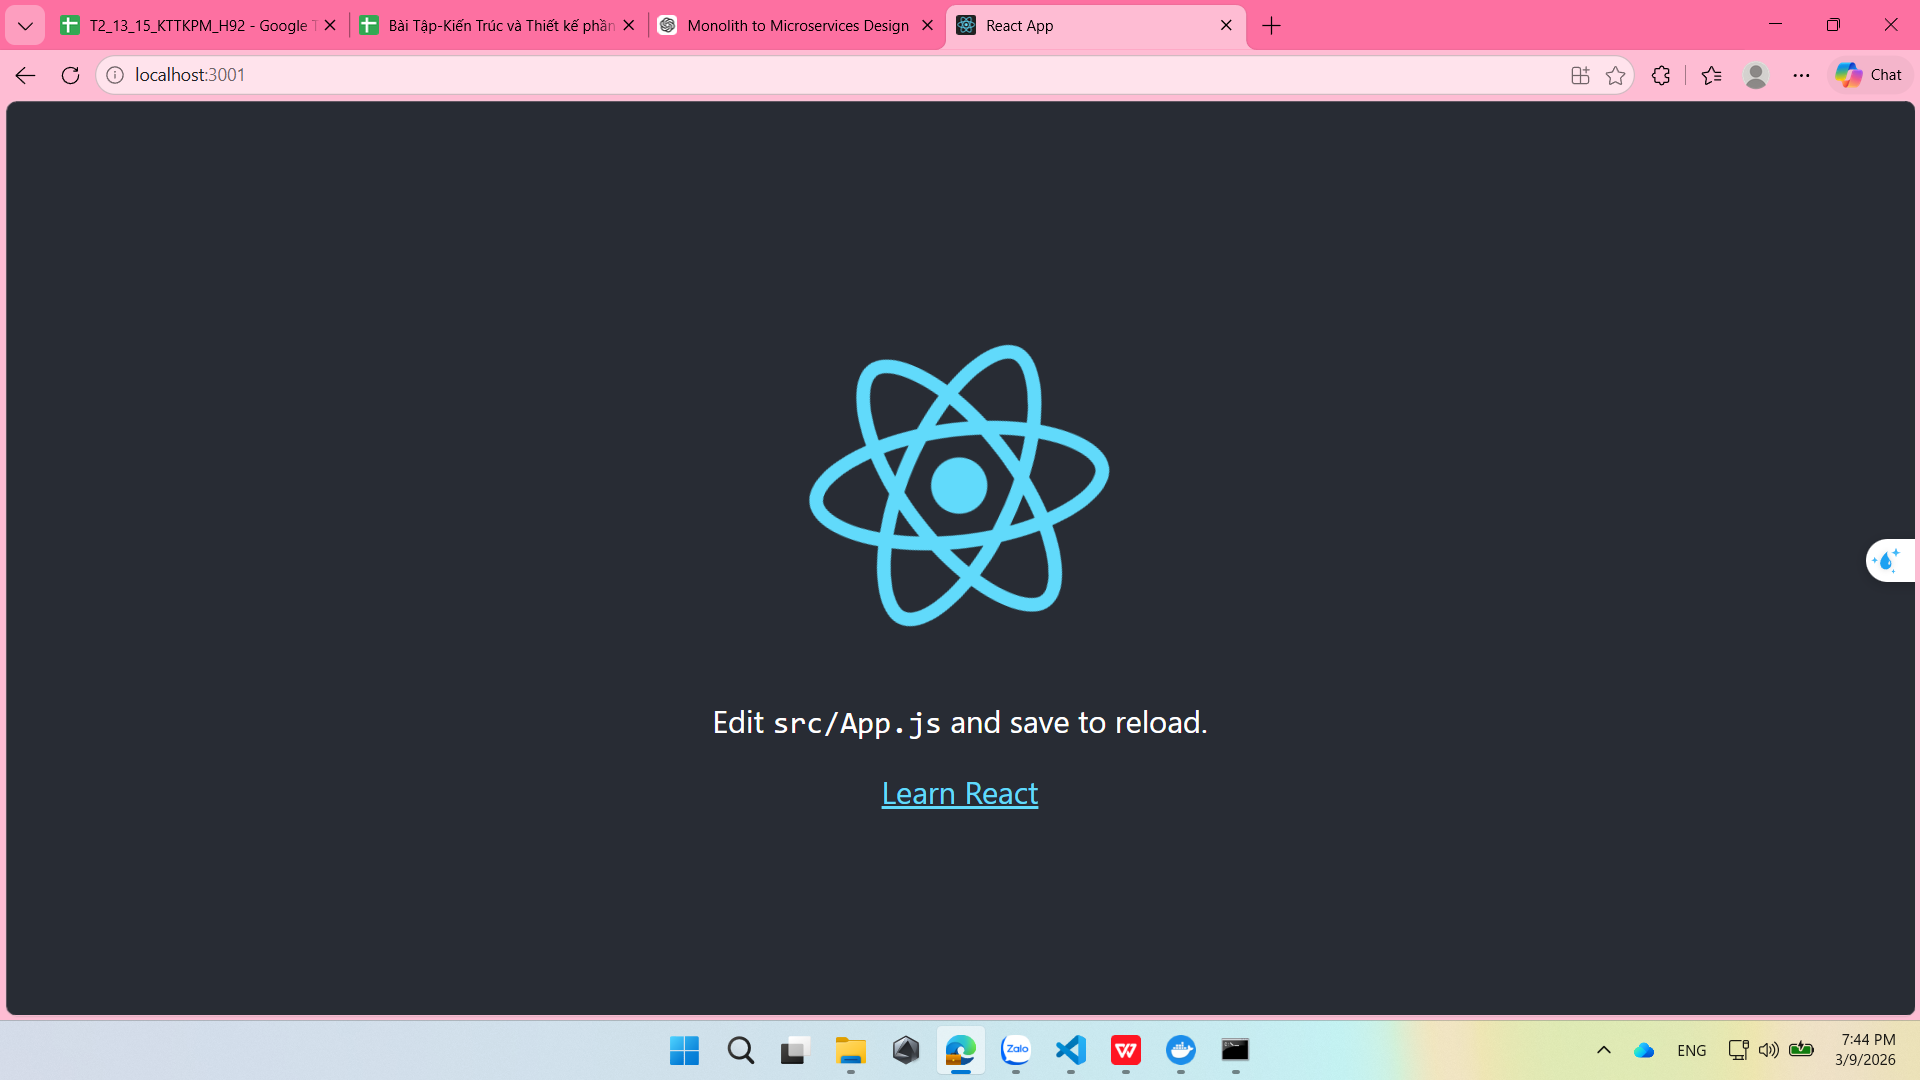 T2_13_15_KTTKPM_H92 - Google T
Bài Tập-Kiến Trúc và Thiết kế phần
Monolith to Microservices Design
React App
localhost:3001
Chat
Edit src/App.js and save to reload.
Learn React
Zalo
ENG
7:44 PM
3/9/2026